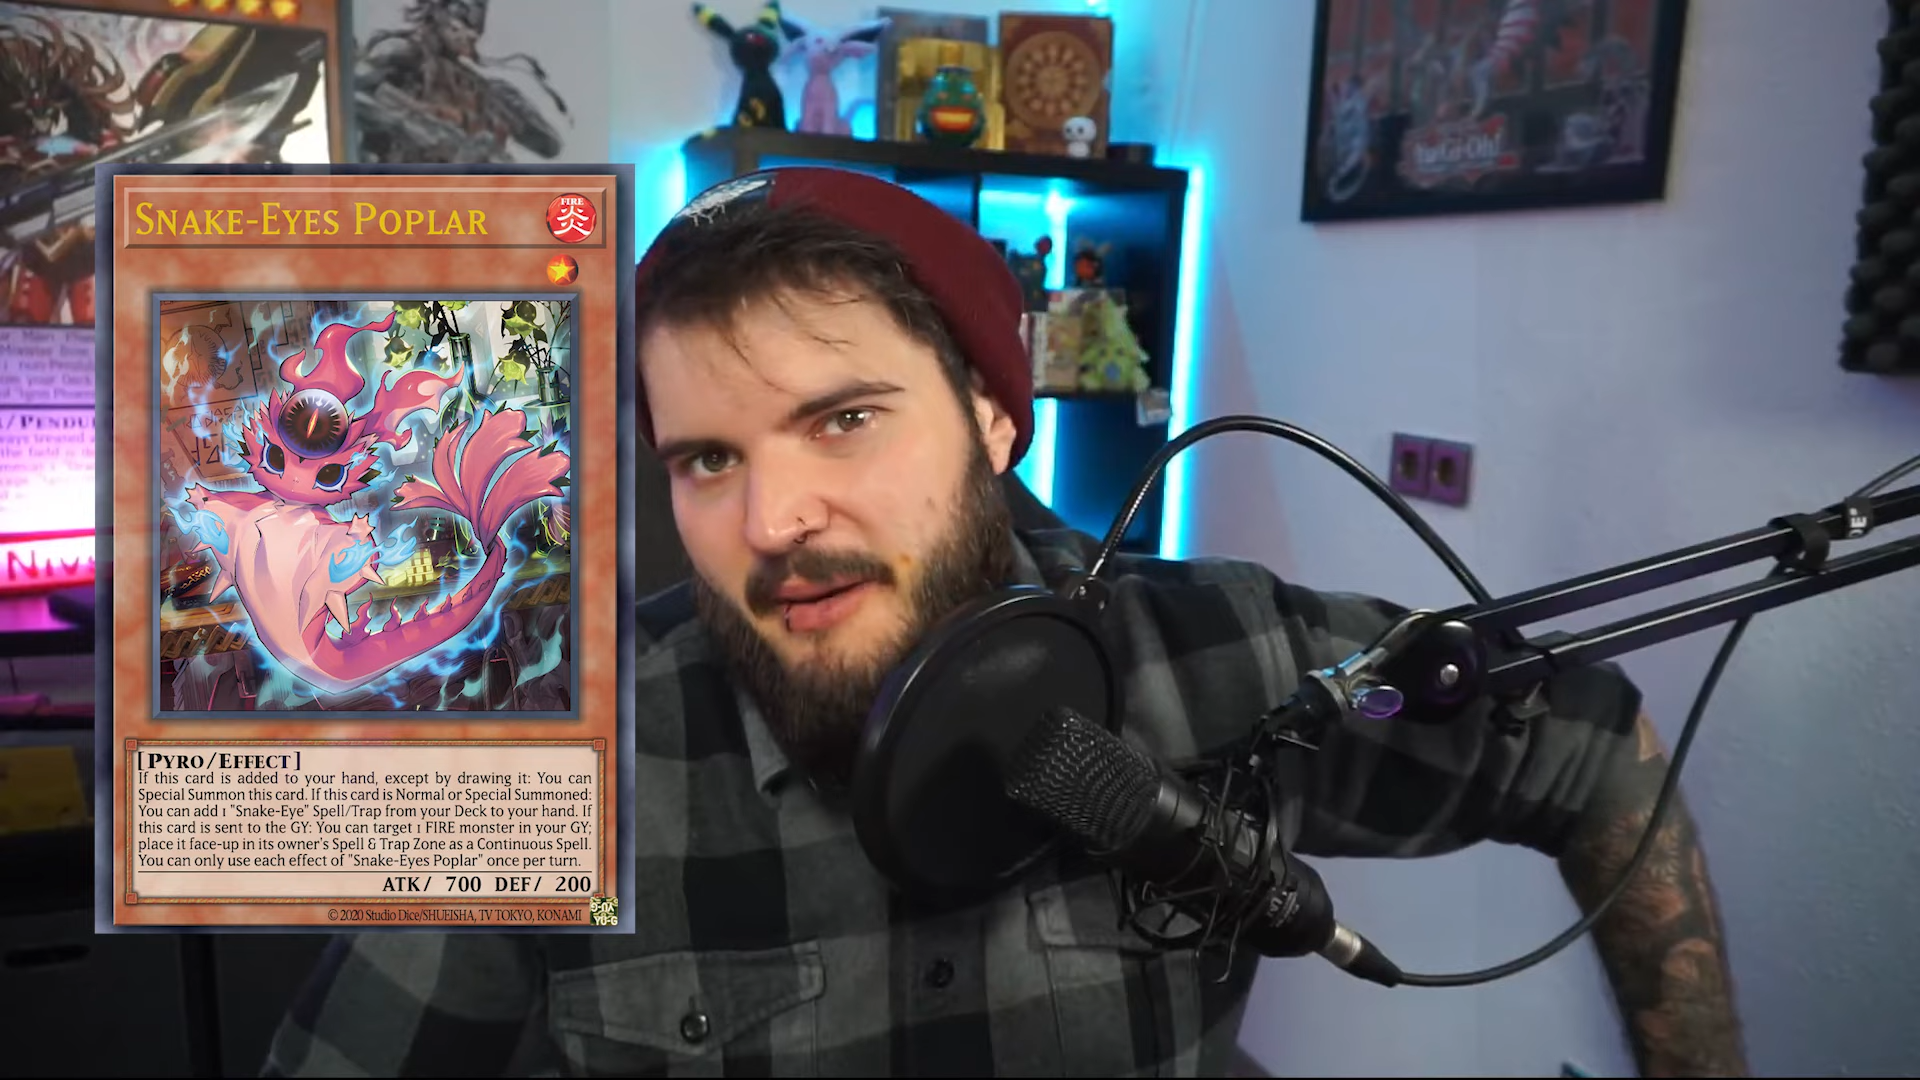 SNAKE-EYES POPLAR
FIRE
炎
[PYRO/EFFECT]
If this card is added to your hand, except by drawing it: You can
Special Summon this card. If this card is Normal or Special Summoned:
You can add 1 "Snake-Eye" Spell/Trap from your Deck to your hand. If
this card is sent to the GY: You can target 1 FIRE monster in your GY;
place it face-up in its owner's Spell & Trap Zone as a Continuous Spell.
You can only use each effect of "Snake-Eyes Poplar" once per turn.
ATK/ 700 DEF/ 200
© 2020 Studio Dice/SHUEISHA, TV TOKYO, KONAMI
Yu-Gi-Oh!